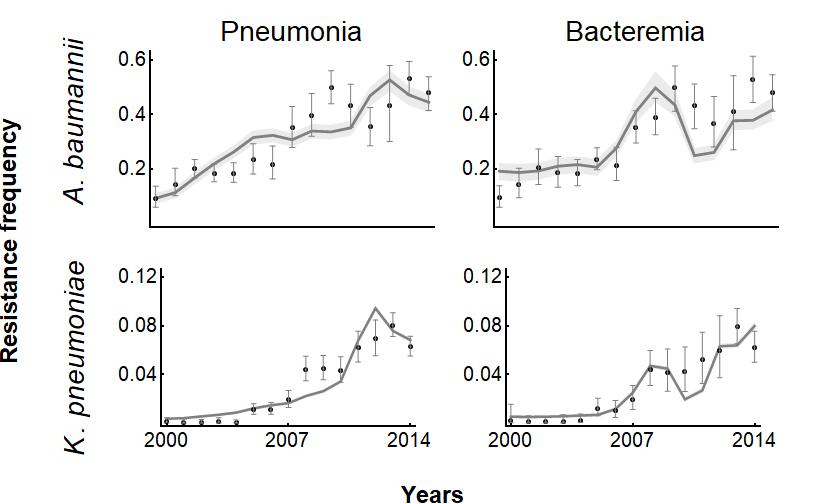 Pneumonia Bacteremia
Resistance frequency
A. baumannii
0.6 0.6
0.4 0.4
0.2 0.2
K. pneumoniae
0.12 0.12
0.08 0.08
0.04 0.04
2000 2007 2014 2000 2007 2014
Years